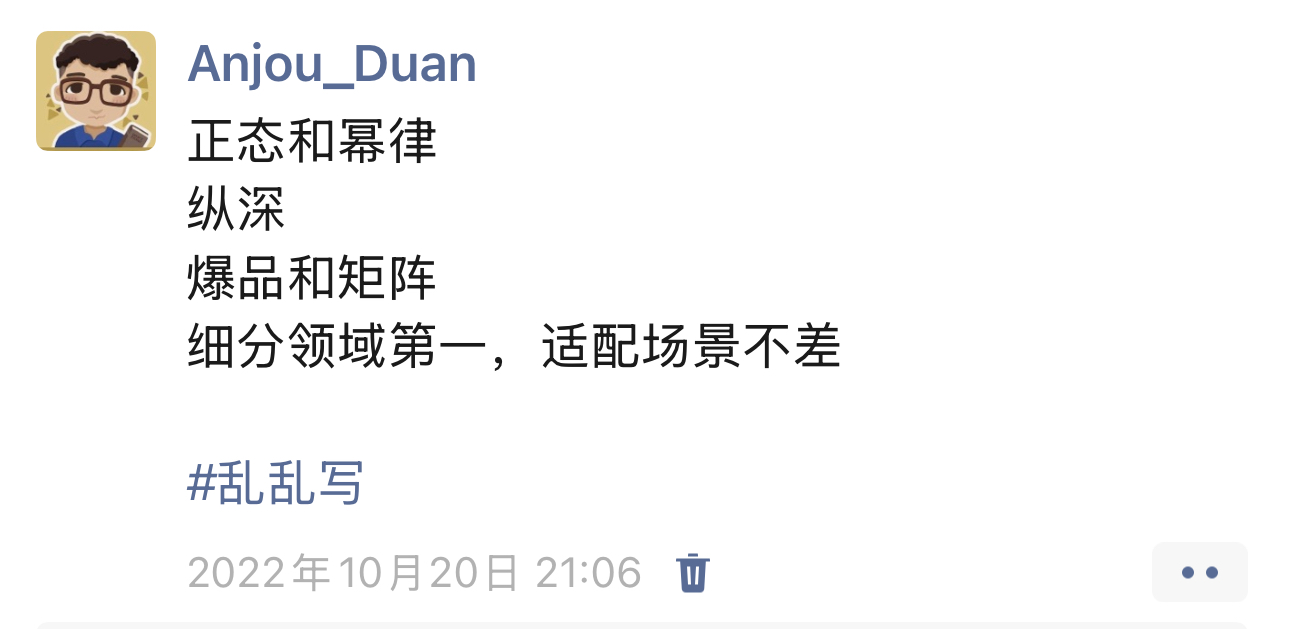 Anjou_Duan
正态和幂律
纵深
爆品和矩阵
细分领域第一，适配场景不差
#乱乱写
2022年10月20日 21:06